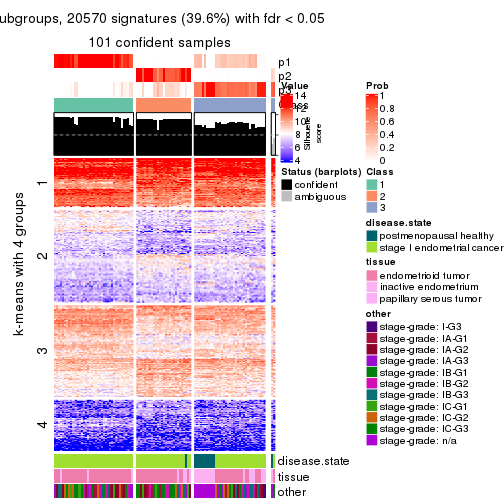 ubgroups, 20570 signatures (39.6%) with fdr < 0.05
101 confident samples
p1
p2
p3
Class
k-means with 4 groups
1
2
3
4
disease.state
tissue
other
Value
14
12
10
8
6
4
Silhouette
score
Status (barplots)
confident
ambiguous
Prob
1
0.8
0.6
0.4
0.2
0
Class
1
2
3
disease.state
postmenopausal healthy
stage I endometrial cancer
tissue
endometrioid tumor
inactive endometrium
papillary serous tumor
other
stage-grade: I-G3
stage-grade: IA-G1
stage-grade: IA-G2
stage-grade: IA-G3
stage-grade: IB-G1
stage-grade: IB-G2
stage-grade: IB-G3
stage-grade: IC-G1
stage-grade: IC-G2
stage-grade: IC-G3
stage-grade: n/a